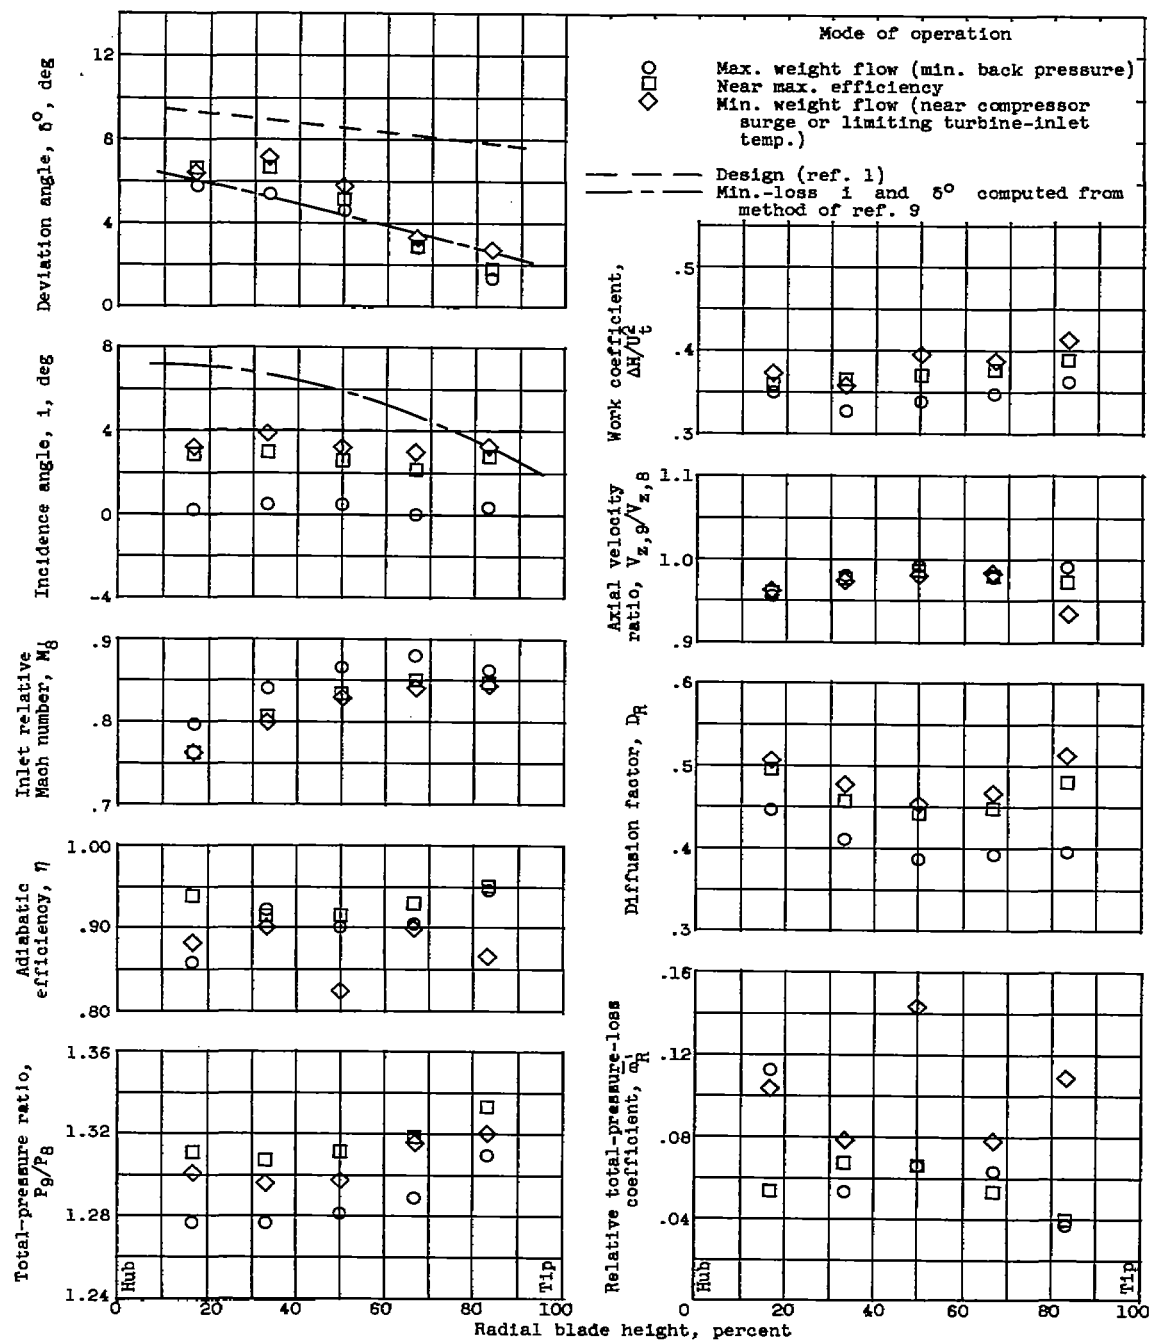 Mode of operation
Max. weight flow (min. back pressure)
Near max. efficiency
Min. weight flow (near compressor
surge or limiting turbine-inlet
temp.)
Design (ref. 1)
Min.-loss i and δ° computed from
method of ref. 9
Deviation angle, δ°, deg
12
8
4
0
Incidence angle, i, deg
8
4
0
-4
Inlet relative
Mach number, M8
.9
.8
.7
Adiabatic
efficiency, η
1.00
.90
.80
Total-pressure ratio,
P9/P8
1.36
1.32
1.28
1.24
Hub
Tip
0 20 40 60 80 100
Work coefficient,
ΔH/U²t
.5
.4
.3
Axial velocity
ratio, Vz,9/Vz,8
1.1
1.0
.9
Diffusion factor, DR
.6
.5
.4
.3
Relative total-pressure-loss
coefficient, ω̄'R
.16
.12
.08
.04
Hub
Tip
0 20 40 60 80 100
Radial blade height, percent